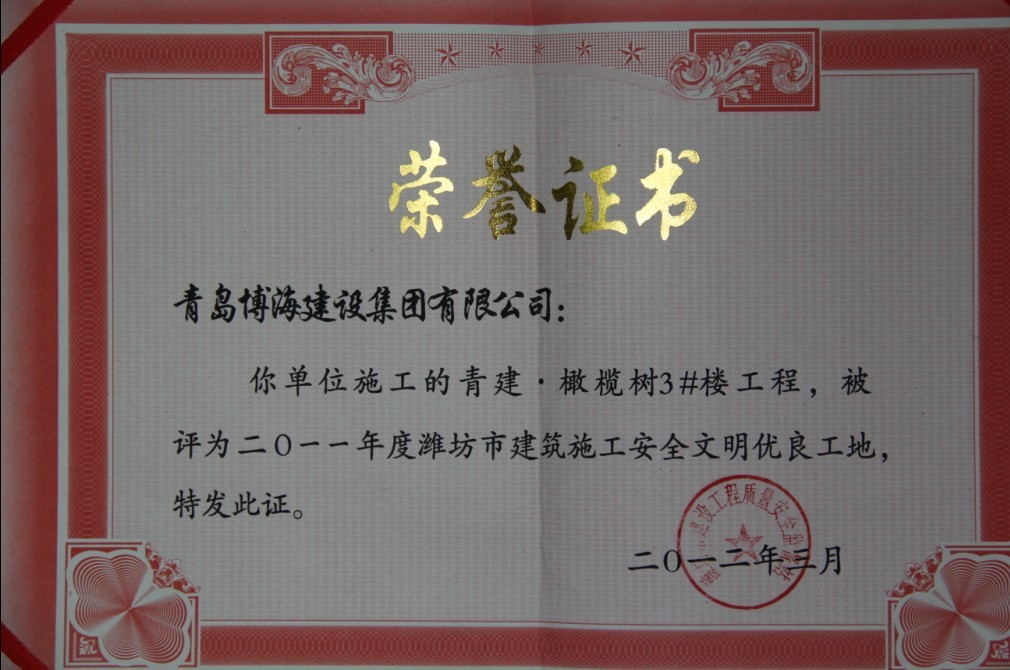 荣誉证书
青岛博海建设集团有限公司：
你单位施工的青建·橄榄树3#楼工程，被
评为二〇一一年度潍坊市建筑施工安全文明优良工地，
特发此证。
二〇一二年三月